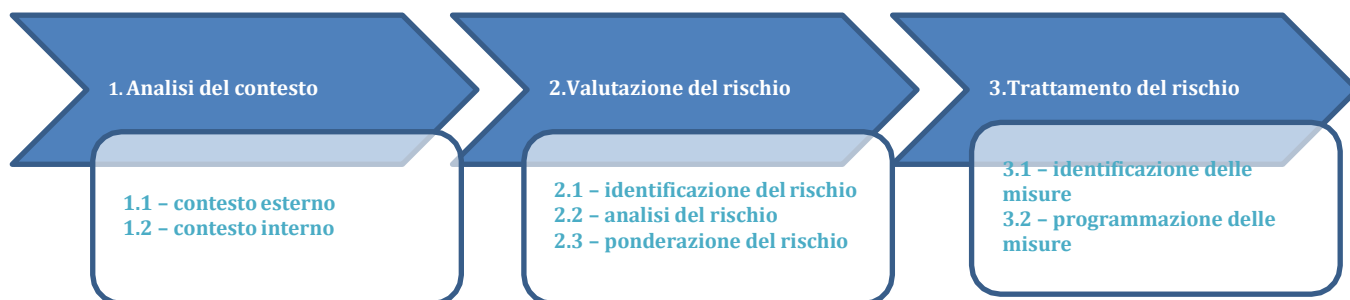 1. Analisi del contesto
1.1 – contesto esterno
1.2 – contesto interno
2.Valutazione del rischio
2.1 – identificazione del rischio
2.2 – analisi del rischio
2.3 – ponderazione del rischio
3.Trattamento del rischio
3.1 – identificazione delle
misure
3.2 – programmazione delle
misure